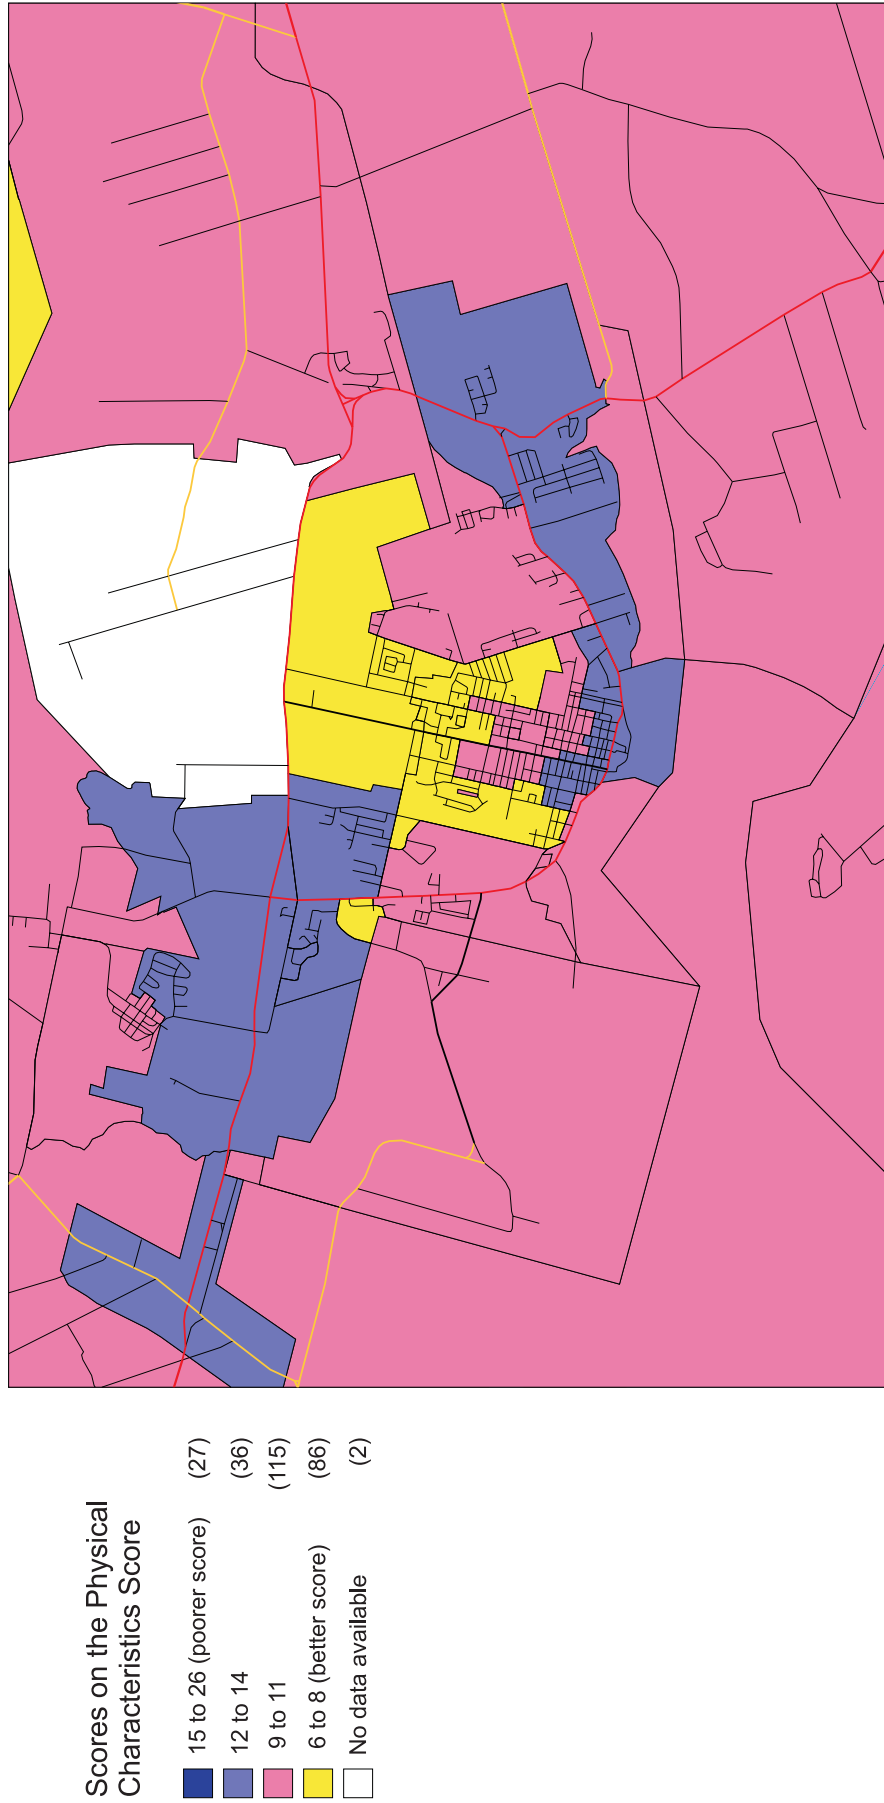 Scores on the Physical
Characteristics Score
15 to 26 (poorer score) (27)
12 to 14 (36)
9 to 11 (115)
6 to 8 (better score) (86)
No data available (2)